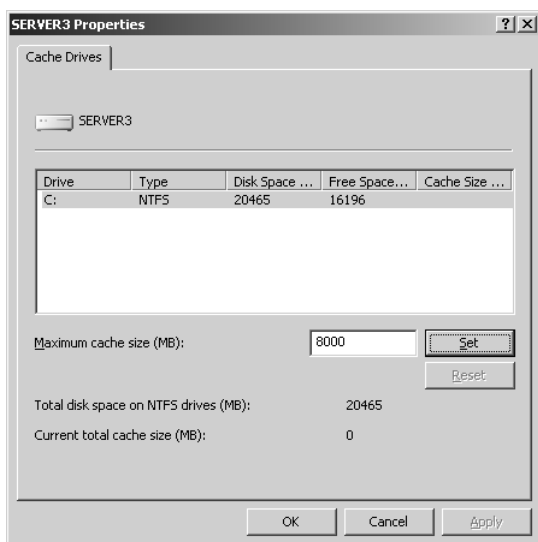 SERVER3 Properties
Cache Drives
SERVER3
Drive Type Disk Space ... Free Space... Cache Size ...
C: NTFS 20465 16196
Maximum cache size (MB): 8000 Set
Reset
Total disk space on NTFS drives (MB): 20465
Current total cache size (MB): 0
OK Cancel Apply